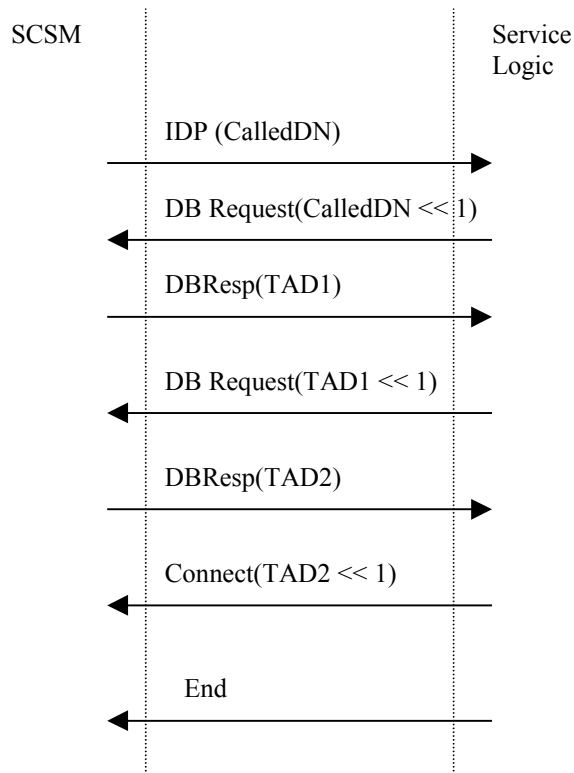 SCSM
Service
Logic
IDP (CalledDN)
DB Request(CalledDN << 1)
DBResp(TAD1)
DB Request(TAD1 << 1)
DBResp(TAD2)
Connect(TAD2 << 1)
End